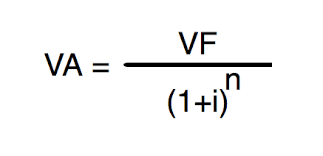 VF
VA =
(1+i)
n